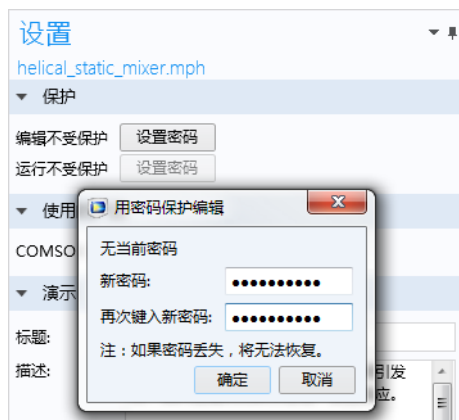 设置
helical_static_mixer.mph
保护
编辑不受保护 设置密码
运行不受保护 设置密码
使用
COMSO
演示
标题:
描述:
引发
应。
用密码保护编辑
无当前密码
新密码: ●●●●●●●●●●
再次键入新密码: ●●●●●●●●●●
注：如果密码丢失，将无法恢复。
确定 取消